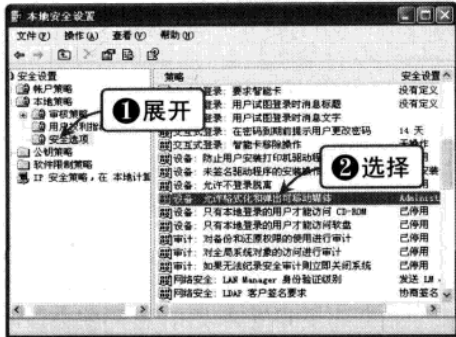 本地安全设置
文件(F) 操作(A) 查看(V) 帮助(H)
安全设置
帐户策略
本地策略
审核策略
用户权利指
安全选项
公钥策略
软件限制策略
IP 安全策略，在 本地计算
❶展开
策略 安全设置
登录: 要求智能卡 没有定义
登录: 用户试图登录时消息标题 没有定义
登录: 用户试图登录时消息文字
交互式登录: 在密码到期前提示用户更改密码 14 天
交互式登录: 智能卡移除操作 无操作
设备: 防止用户安装打印机驱动程
设备: 未签名驱动程序的安装操作 安装
设备: 允许不登录脱离
设备: 允许格式化和弹出可移动媒体 Administ
设备: 只有本地登录的用户才能访问 CD-ROM 已停用
设备: 只有本地登录的用户才能访问软盘 已停用
审计: 对备份和还原权限的使用进行审计 已停用
审计: 对全局系统对象的访问进行审计 已停用
审计: 如果无法纪录安全审计则立即关闭系统 已停用
网络安全: LAN Manager 身份验证级别 发送 LM
网络安全: LDAP 客户签名要求 协商签名
❷选择